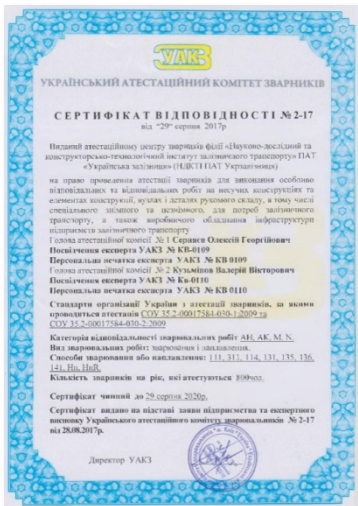 УАКЗ
УКРАЇНСЬКИЙ АТЕСТАЦІЙНИЙ КОМІТЕТ ЗВАРНИКІВ
СЕРТИФІКАТ ВІДПОВІДНОСТІ № 2-17
від "29" серпня 2017р
Виданий атестаційному центру зварників філії «Науково-дослідний та
конструкторсько-технологічний інститут залізничного транспорту» ПАТ
«Українська залізниця» (НДКТІ ПАТ Укрзалізниця»)
на право проведення атестації зварників для виконання особливо
відповідальних та відповідальних робіт на несучих конструкціях та
елементах конструкції, вузлах і деталях рухомого складу, в тому числі
спеціального знімного та незнімного, для потреб залізничного
транспорту, а також виробничого обладнання інфраструктури
підприємств залізничного транспорту
Голова атестаційної комісії № 1 Олексій Георгійович
Посвідчення експерта УАКЗ № КВ-0109
Персональна печатка експерта УАКЗ № КВ 0109
Голова атестаційної комісії № 2 Кузьмінов Валерій Вікторович
Посвідчення експерта УАКЗ № Кв-0110
Персональна печатка експерта УАКЗ № КВ 0110
Стандарти організації України з атестації зварників, за якими
проводиться атестація СОУ 35.2-00017584-030-1:2009 та
СОУ 35.2-00017584-030-2:2009
Категорія відповідальності зварювальних робіт АН, АК, М, N.
Вид зварювальних робіт: зварювання і наплавлення.
Способи зварювання або наплавлення: 111, 311, 114, 131, 135, 136,
141, Нп, НпR.
Кількість зварників на рік, які атестуються 800чол.
Сертифікат чинний до 29 серпня 2020р.
Сертифікат видано на підставі заяви підприємства та експертного
висновку Українського атестаційного комітету зварювальників № 2-17
від 28.08.2017р.
Директор УАКЗ